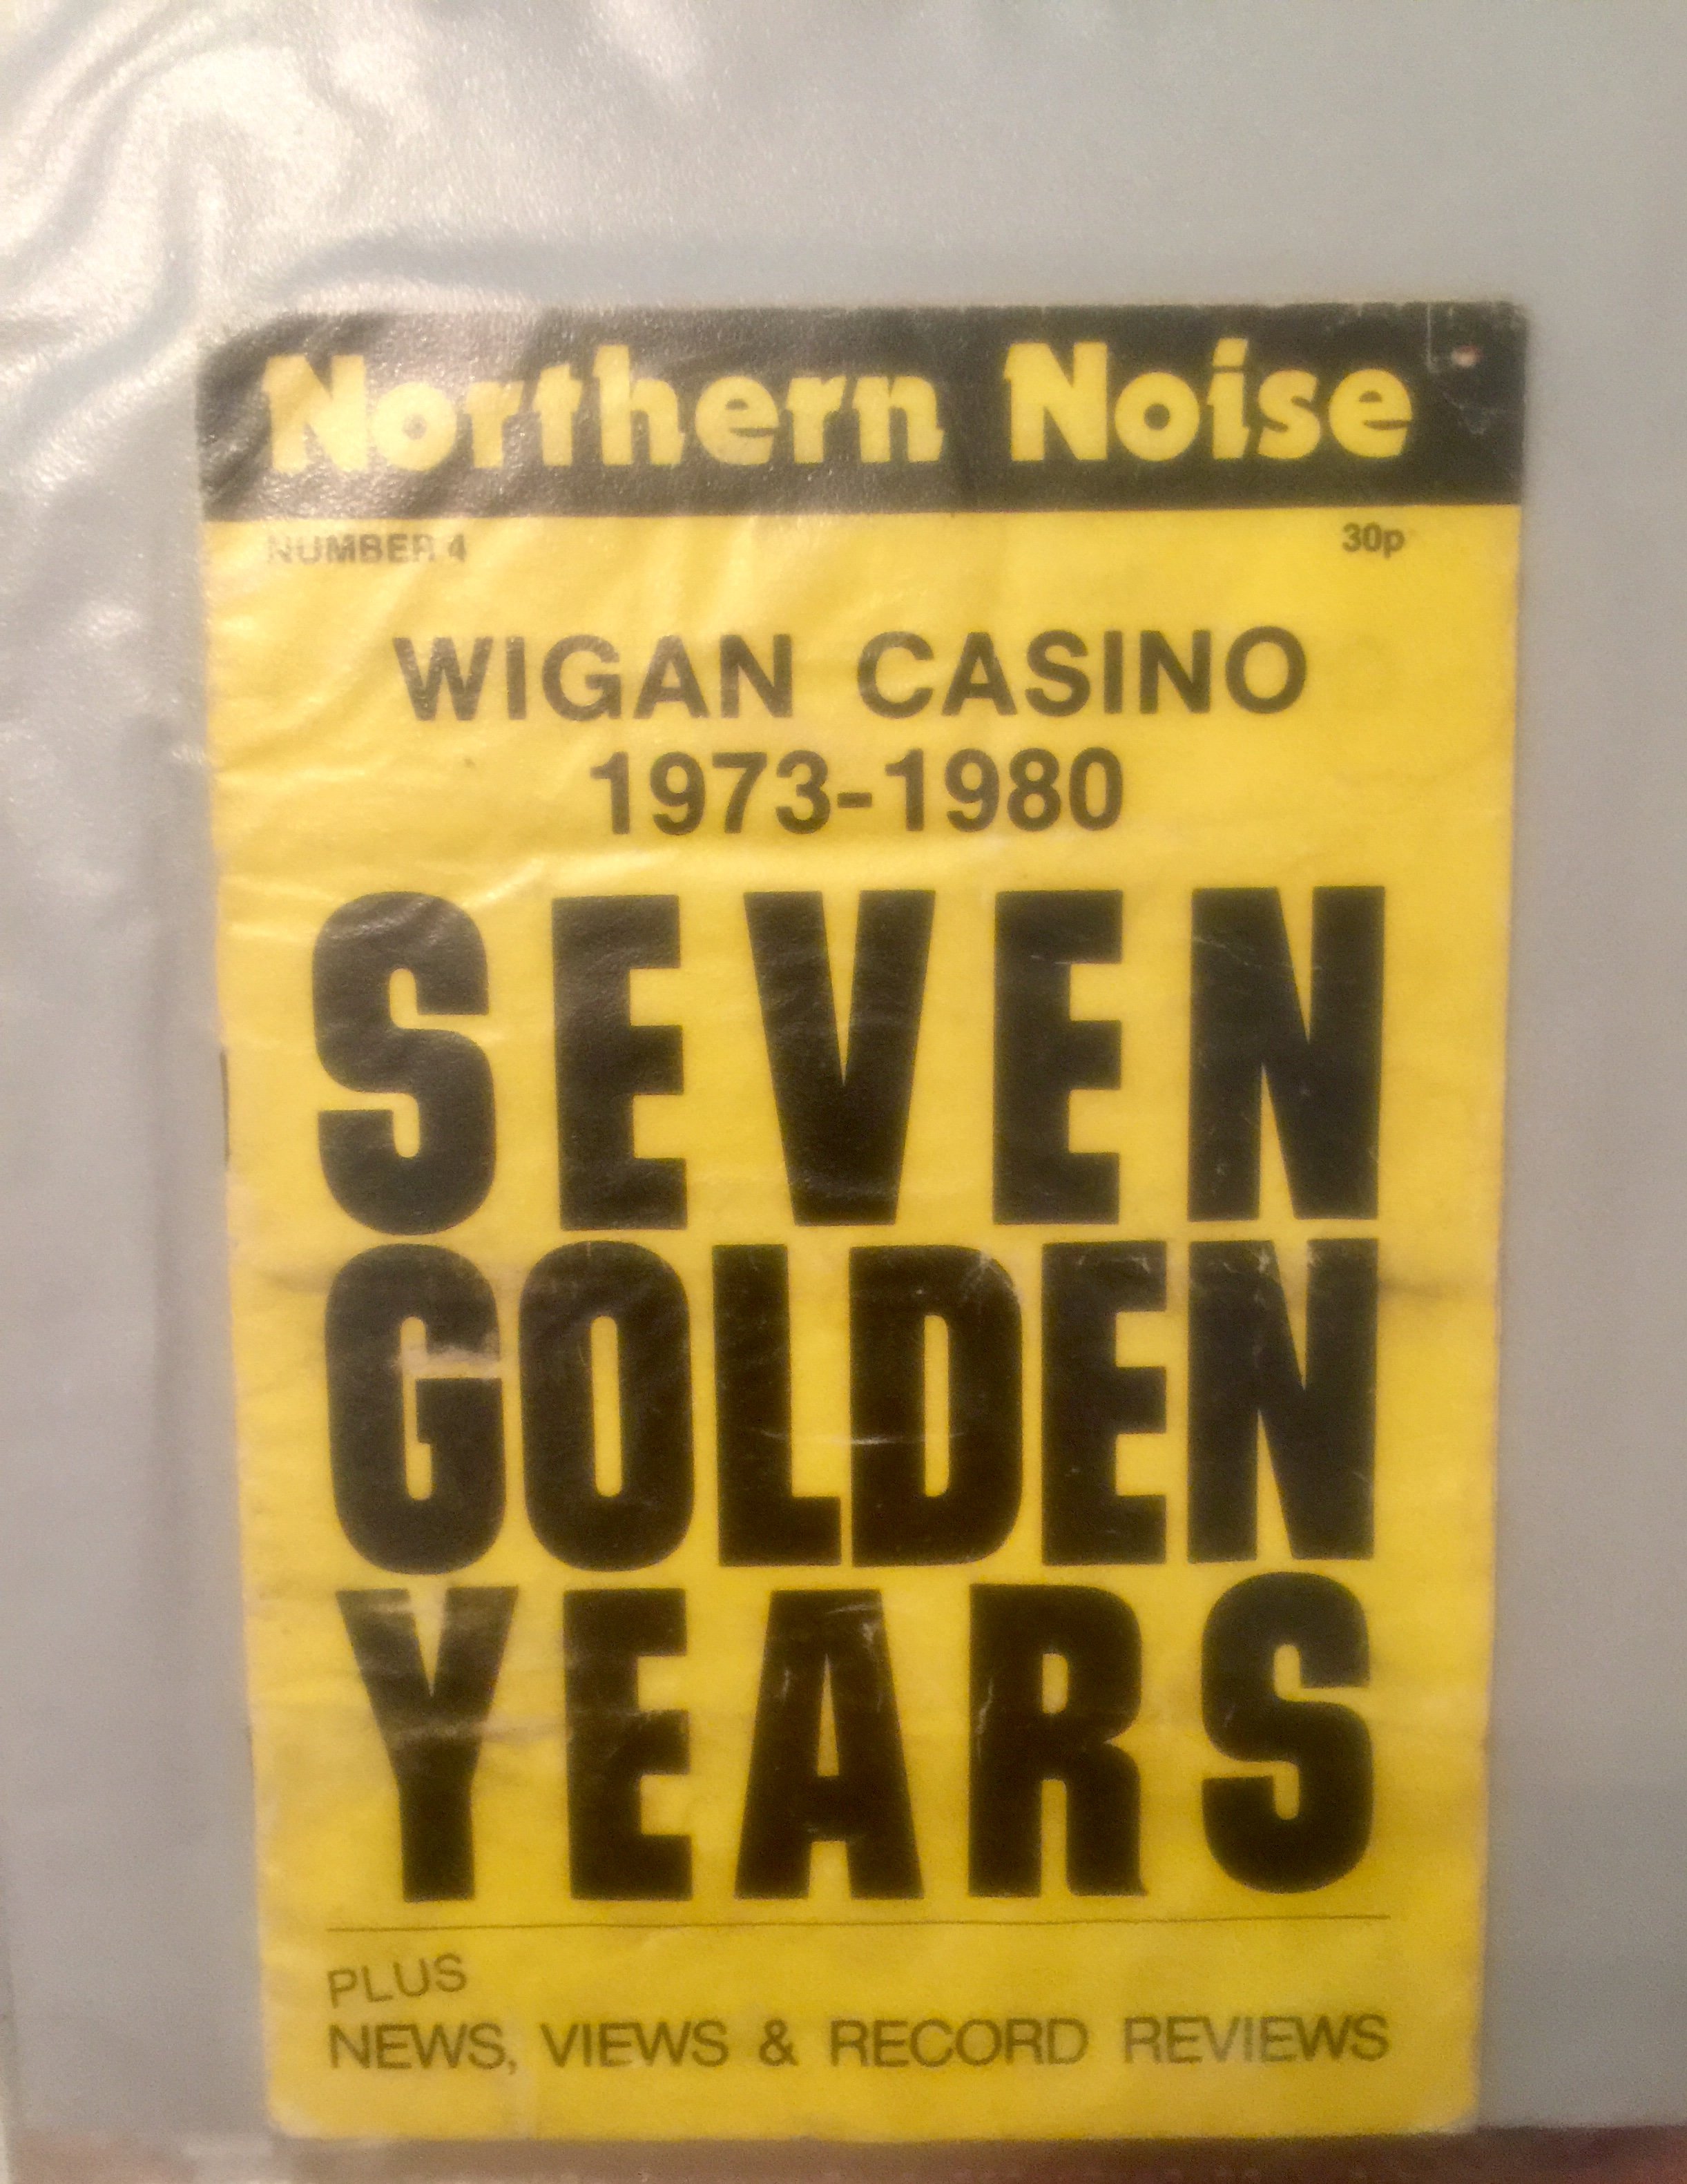 Northern Noise
NUMBER 4 30p
WIGAN CASINO
1973-1980
SEVEN
GOLDEN
YEARS
PLUS
NEWS, VIEWS & RECORD REVIEWS